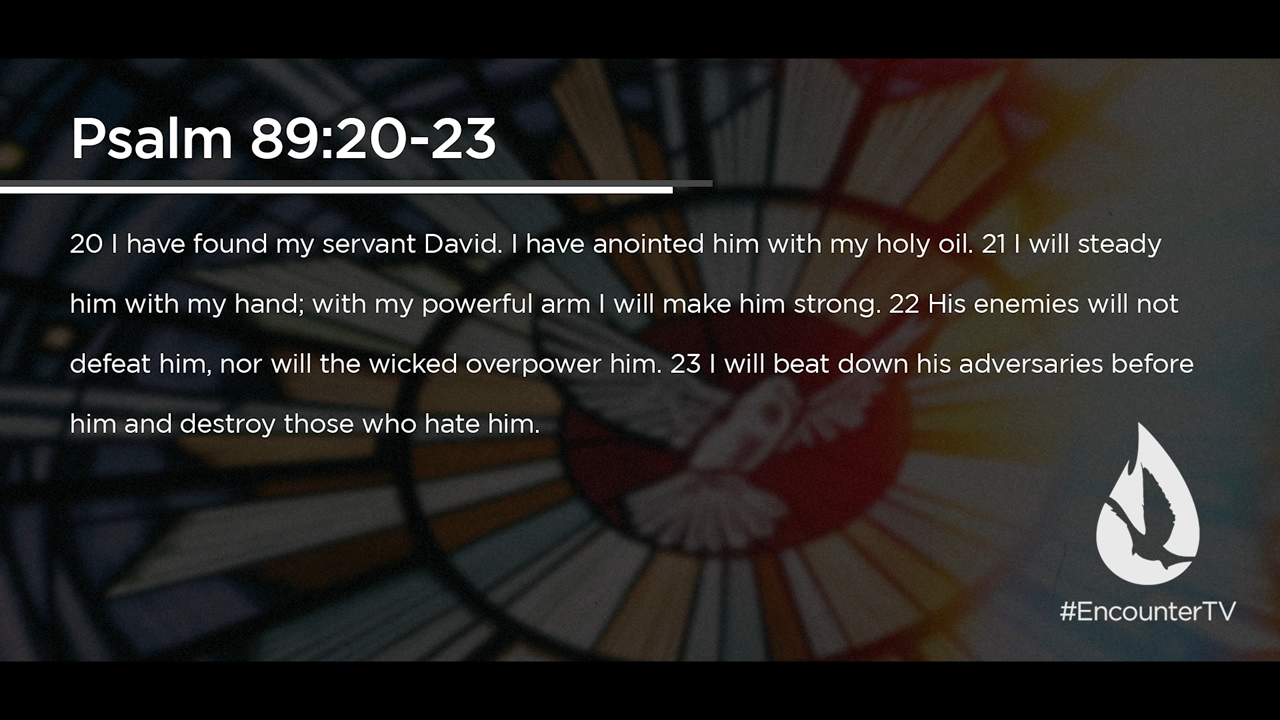 Psalm 89:20-23
20 I have found my servant David. I have anointed him with my holy oil. 21 I will steady
him with my hand; with my powerful arm I will make him strong. 22 His enemies will not
defeat him, nor will the wicked overpower him. 23 I will beat down his adversaries before
him and destroy those who hate him.
#EncounterTV